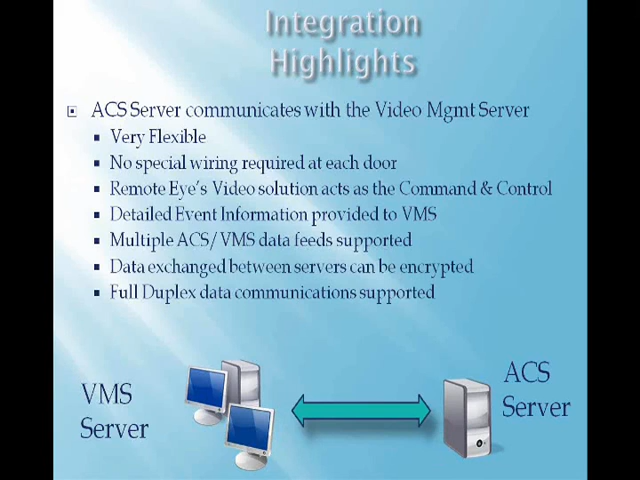 Integration
Highlights
ACS Server communicates with the Video Mgmt Server
Very Flexible
No special wiring required at each door
Remote Eye's Video solution acts as the Command & Control
Detailed Event Information provided to VMS
Multiple ACS/VMS data feeds supported
Data exchanged between servers can be encrypted
Full Duplex data communications supported
VMS
Server
ACS
Server